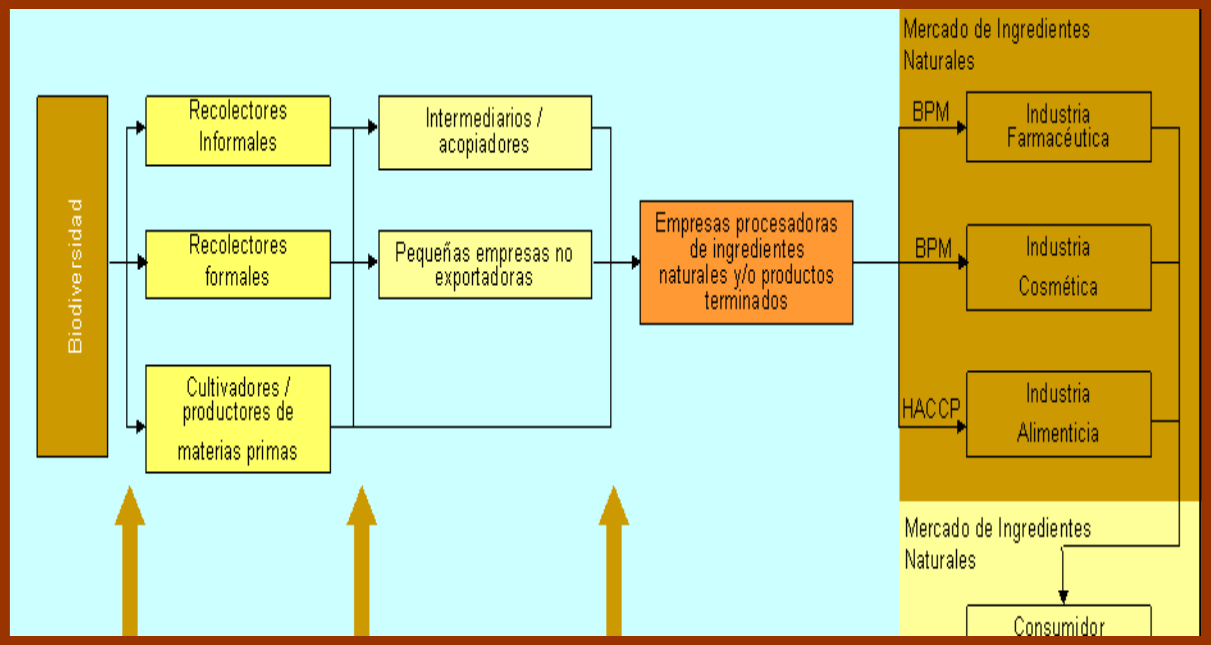 Biodiversidad
Recolectores
Informales
Recolectores
formales
Cultivadores /
productores de
materias primas
Intermediarios /
acopiadores
Pequeñas empresas no
exportadoras
Empresas procesadoras
de ingredientes
naturales y/o productos
terminados
Mercado de Ingredientes
Naturales
BPM
Industria
Farmacéutica
BPM
Industria
Cosmética
HACCP
Industria
Alimenticia
Mercado de Ingredientes
Naturales
Consumidor